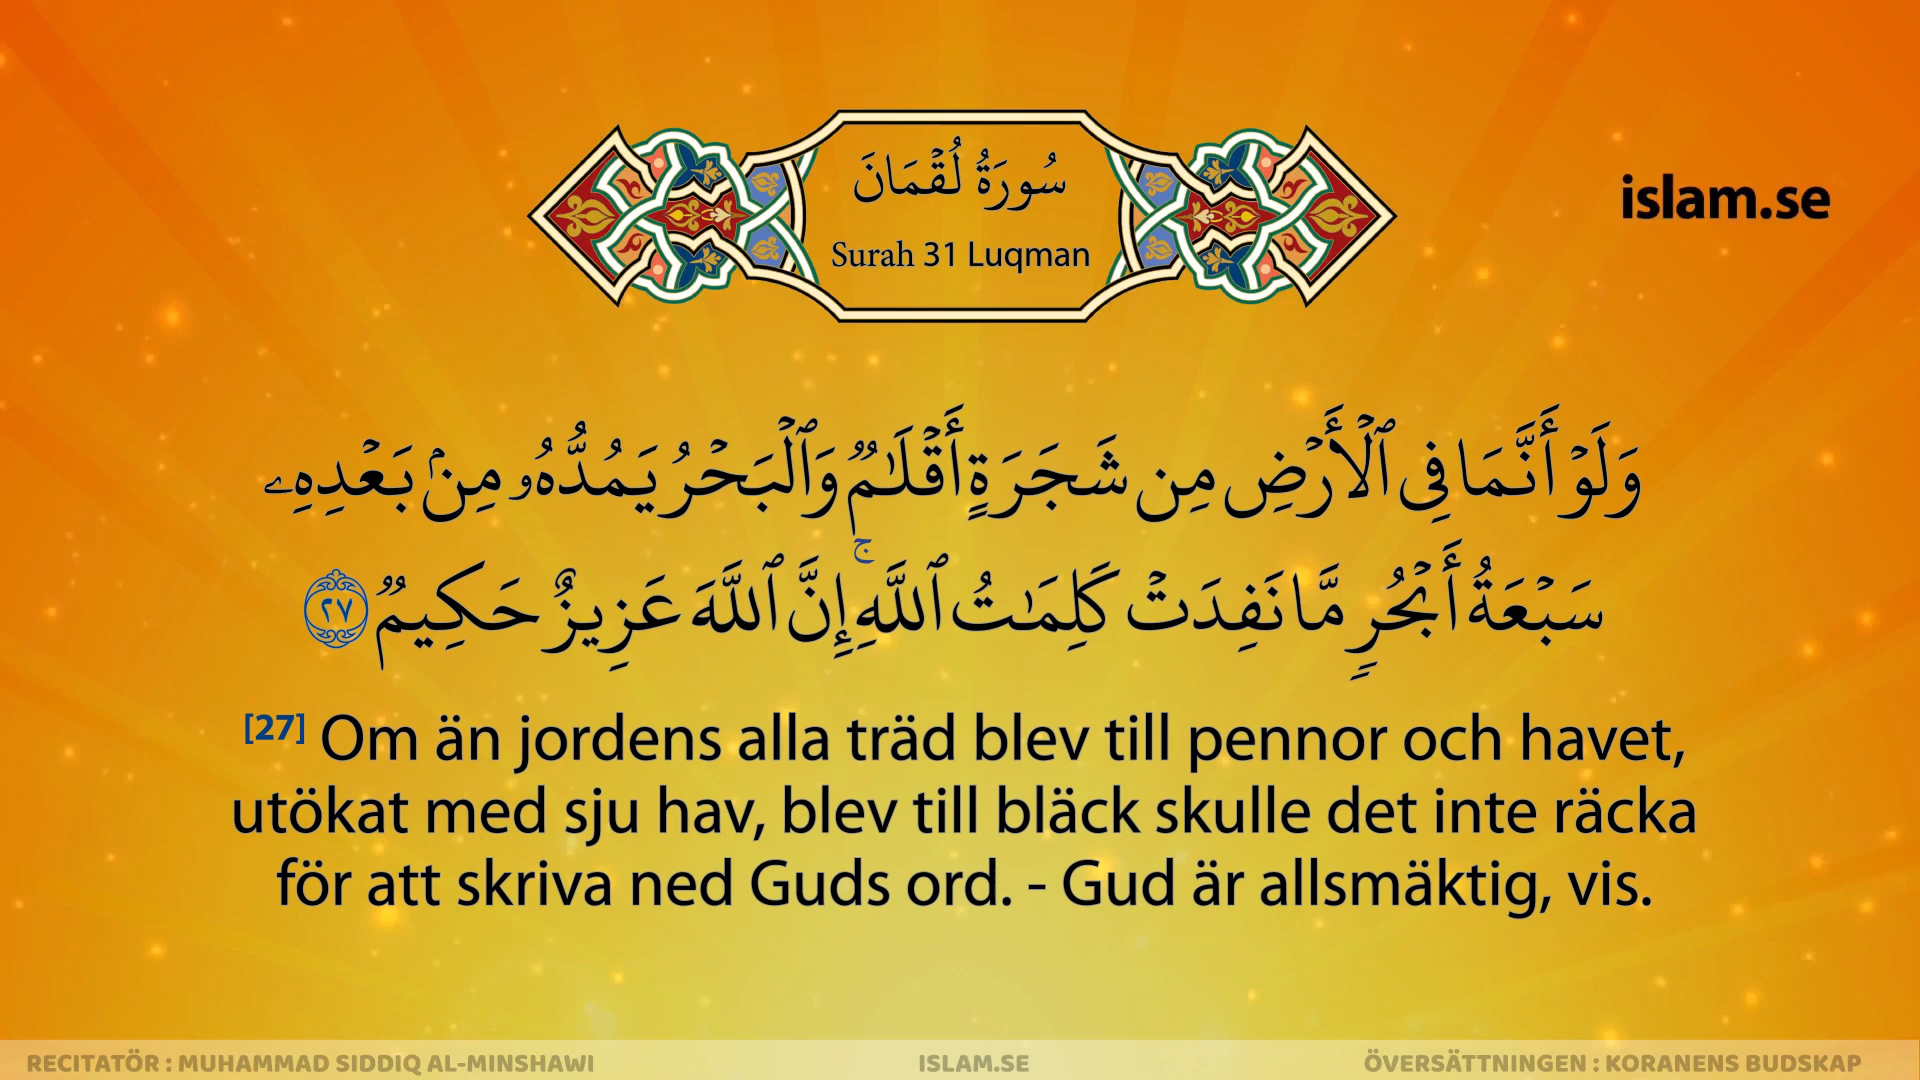 سُورَةُ لُقۡمَانَ
Surah 31 Luqman
islam.se
وَلَوۡ أَنَّمَا فِي ٱلۡأَرۡضِ مِن شَجَرَةٍ أَقۡلَٰمٞ وَٱلۡبَحۡرُ يَمُدُّهُۥ مِنۢ بَعۡدِهِۦ
سَبۡعَةُ أَبۡحُرٖ مَّا نَفِدَتۡ كَلِمَٰتُ ٱللَّهِۚ إِنَّ ٱللَّهَ عَزِيزٌ حَكِيمٞ ٢٧
[27] Om än jordens alla träd blev till pennor och havet,
utökat med sju hav, blev till bläck skulle det inte räcka
för att skriva ned Guds ord. - Gud är allsmäktig, vis.
RECITATÖR : MUHAMMAD SIDDIQ AL-MINSHAWI
ISLAM.SE
ÖVERSÄTTNINGEN : KORANENS BUDSKAP